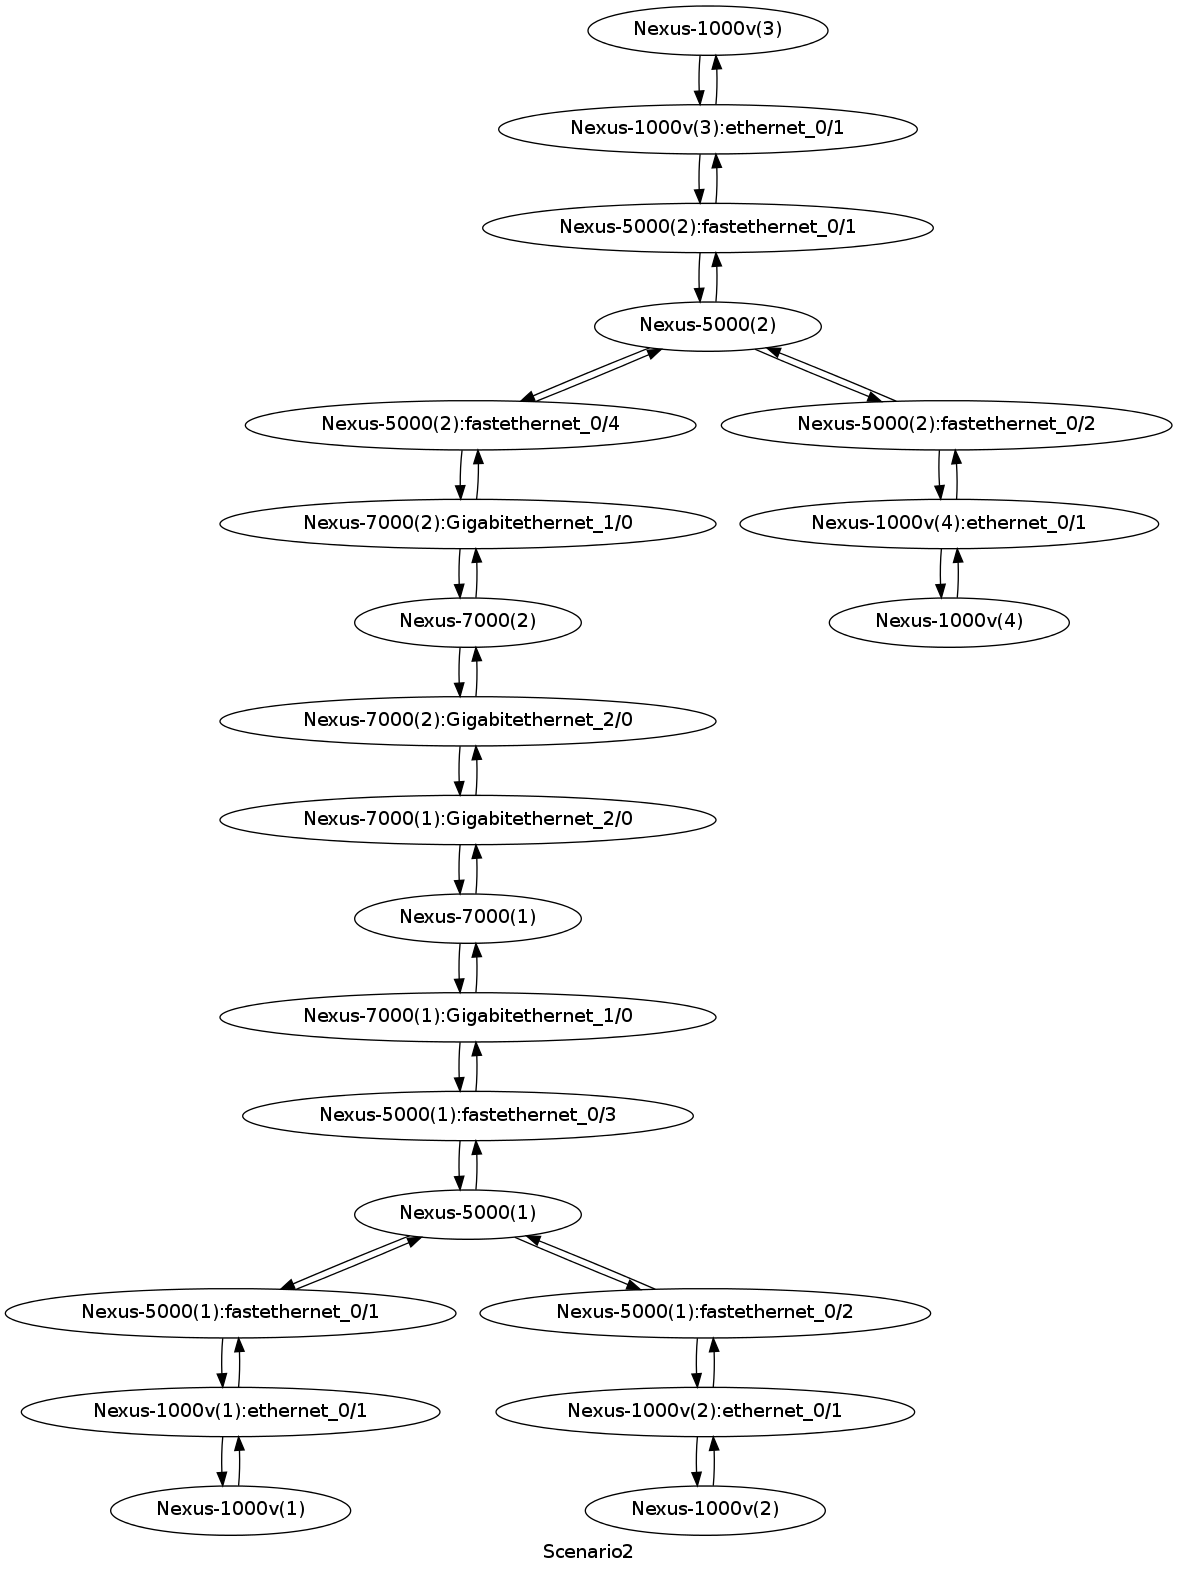 Nexus-1000v(3)
Nexus-1000v(3):ethernet_0/1
Nexus-5000(2):fastethernet_0/1
Nexus-5000(2)
Nexus-5000(2):fastethernet_0/4
Nexus-5000(2):fastethernet_0/2
Nexus-7000(2):Gigabitethernet_1/0
Nexus-1000v(4):ethernet_0/1
Nexus-7000(2)
Nexus-1000v(4)
Nexus-7000(2):Gigabitethernet_2/0
Nexus-7000(1):Gigabitethernet_2/0
Nexus-7000(1)
Nexus-7000(1):Gigabitethernet_1/0
Nexus-5000(1):fastethernet_0/3
Nexus-5000(1)
Nexus-5000(1):fastethernet_0/1
Nexus-5000(1):fastethernet_0/2
Nexus-1000v(1):ethernet_0/1
Nexus-1000v(2):ethernet_0/1
Nexus-1000v(1)
Nexus-1000v(2)
Scenario2